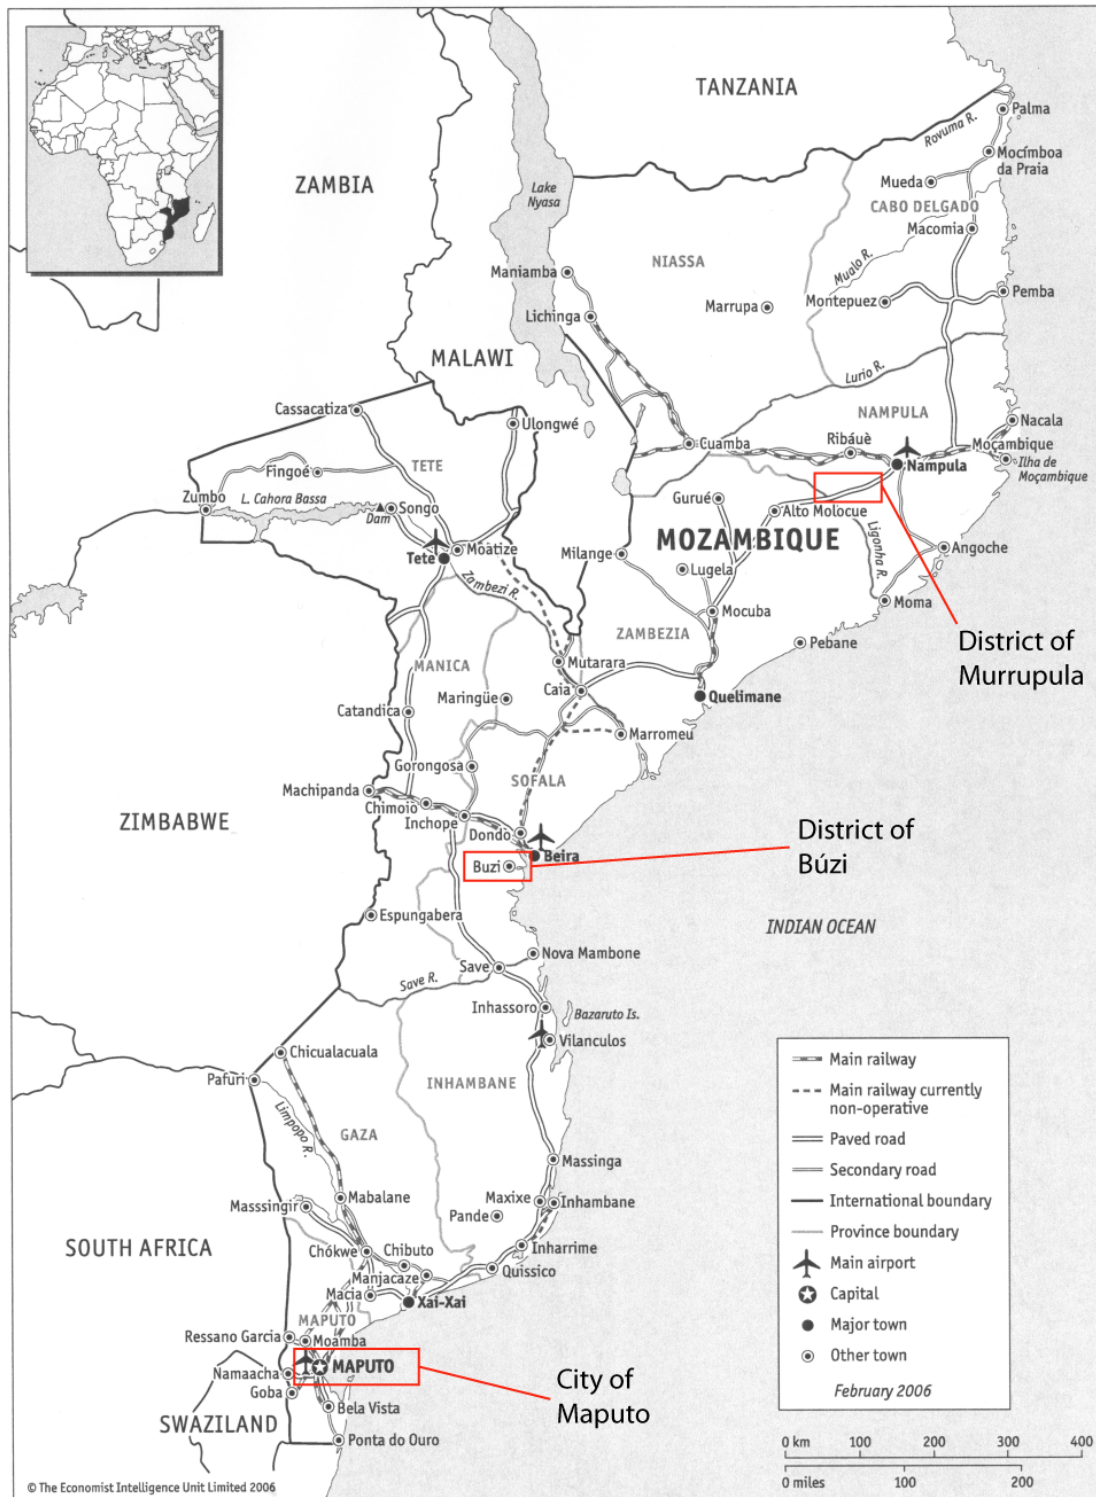 TANZANIA
Palma
Rovuma R.
Mocímboa
da Praia
ZAMBIA
Lake
Nyasa
Mueda
CABO DELGADO
Macomia
NIASSA
Mualo R.
Maniamba
Pemba
Montepuez
Marrupa
Lichinga
MALAWI
Lurio R.
Cassacatiza
NAMPULA
Ulongwé
Nacala
Cuamba
Ribáuè
Moçambique
Nampula
Ilha de
Moçambique
TETE
Fingoé
Zumbo
L. Cahora Bassa
Gurué
Songo
Dam
Alto Molocue
MOZAMBIQUE
Ligonha R.
Moatize
Milange
Angoche
Tete
Lugela
Zambezi R.
Moma
Mocuba
ZAMBEZIA
Pebane
District of
Murrupula
MANICA
Mutarara
Caia
Quelimane
Maringüe
Catandica
Marromeu
Gorongosa
SOFALA
Machipanda
Chimoio
ZIMBABWE
Inchope
Dondo
District of
Búzi
Beira
Buzi
Espungabera
INDIAN OCEAN
Nova Mambone
Save
Save R.
Inhassoro
Bazaruto Is.
Vilanculos
Chicualacuala
Pafuri
INHAMBANE
Limpopo R.
GAZA
Massinga
Mabalane
Masssingir
Maxixe
Inhambane
Pande
SOUTH AFRICA
Chókwe
Chibuto
Inharrime
Manjacaze
Quissico
Macia
Xai-Xai
MAPUTO
Ressano Garcia
Moamba
MAPUTO
Namaacha
City of
Maputo
Goba
Bela Vista
SWAZILAND
Ponta do Ouro
Main railway
Main railway currently
non-operative
Paved road
Secondary road
International boundary
Province boundary
Main airport
Capital
Major town
Other town
February 2006
0 km 100 200 300 400
0 miles 100 200
© The Economist Intelligence Unit Limited 2006